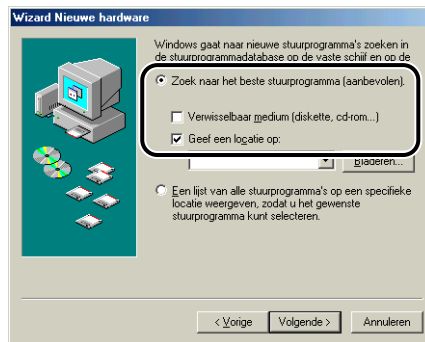 Wizard Nieuwe hardware
Windows gaat naar nieuwe stuurprogramma's zoeken in
de stuurprogrammadatabase op de vaste schijf en op de
Zoek naar het beste stuurprogramma (aanbevolen).
Verwisselbaar medium (diskette, cd-rom...)
Geef een locatie op:
Bladeren...
Een lijst van alle stuurprogramma's op een specifieke
locatie weergeven, zodat u het gewenste
stuurprogramma kunt selecteren.
< Vorige Volgende > Annuleren